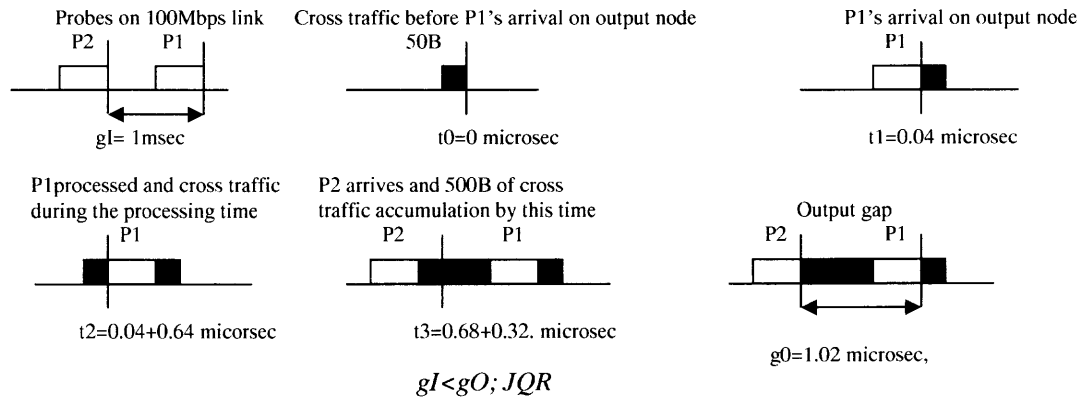 Probes on 100Mbps link
P2 P1
gI= 1msec
Cross traffic before P1's arrival on output node
50B
t0=0 microsec
P1's arrival on output node
P1
t1=0.04 microsec
P1processed and cross traffic
during the processing time
P1
t2=0.04+0.64 micorsec
P2 arrives and 500B of cross
traffic accumulation by this time
P2 P1
t3=0.68+0.32. microsec
Output gap
P2 P1
g0=1.02 microsec,
gI<gO; JQR